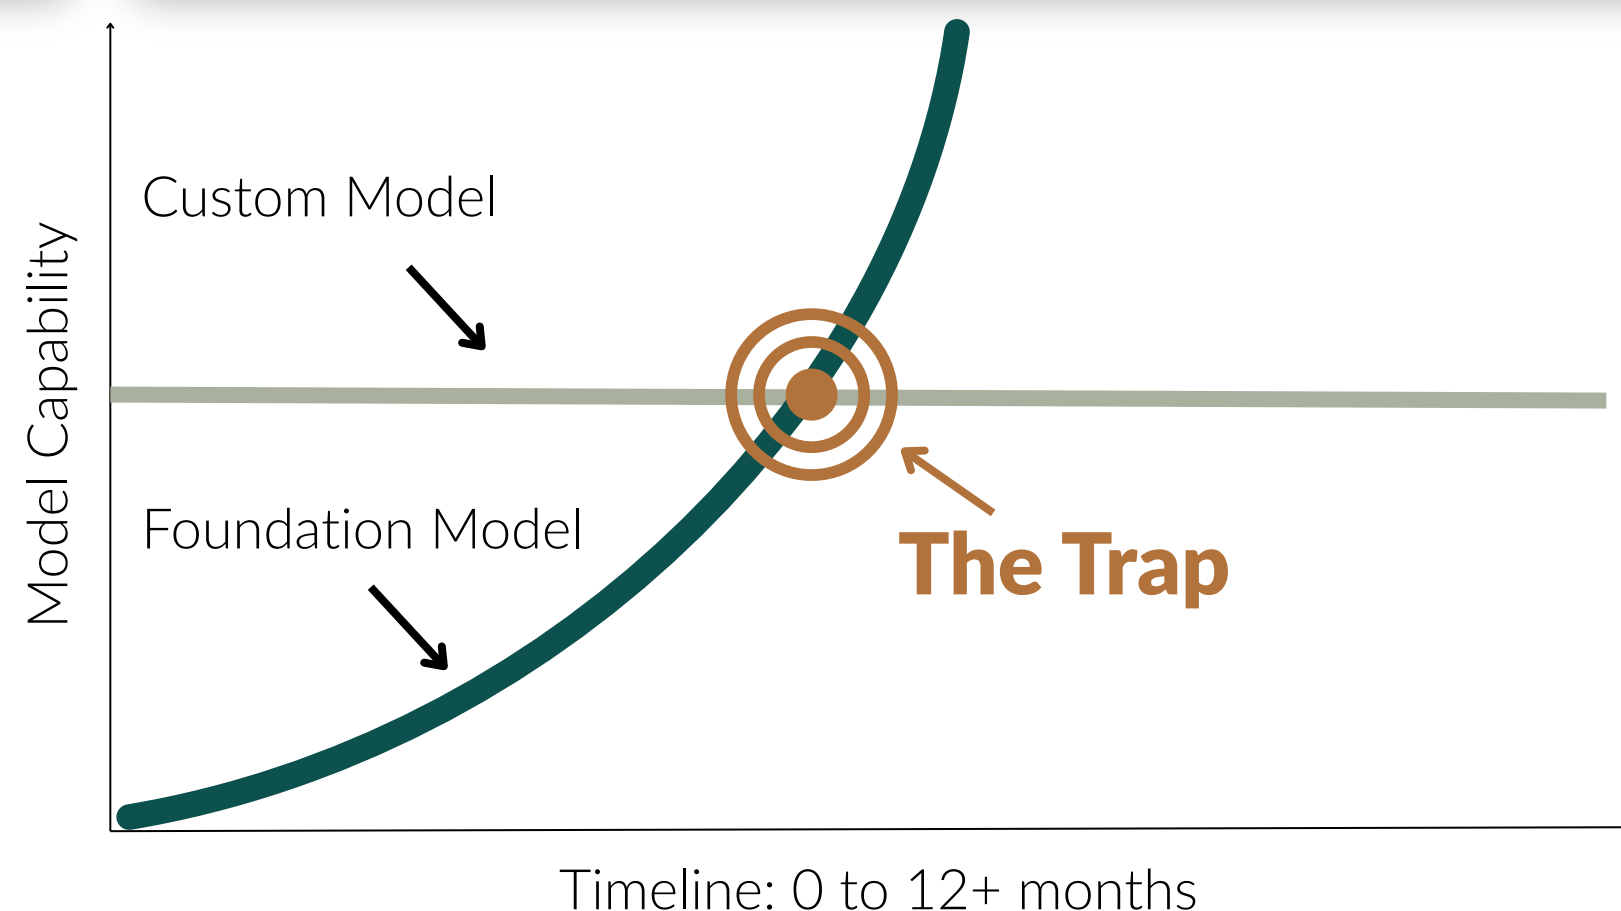 Custom Model
Model Capability
Foundation Model
The Trap
Timeline: 0 to 12+ months